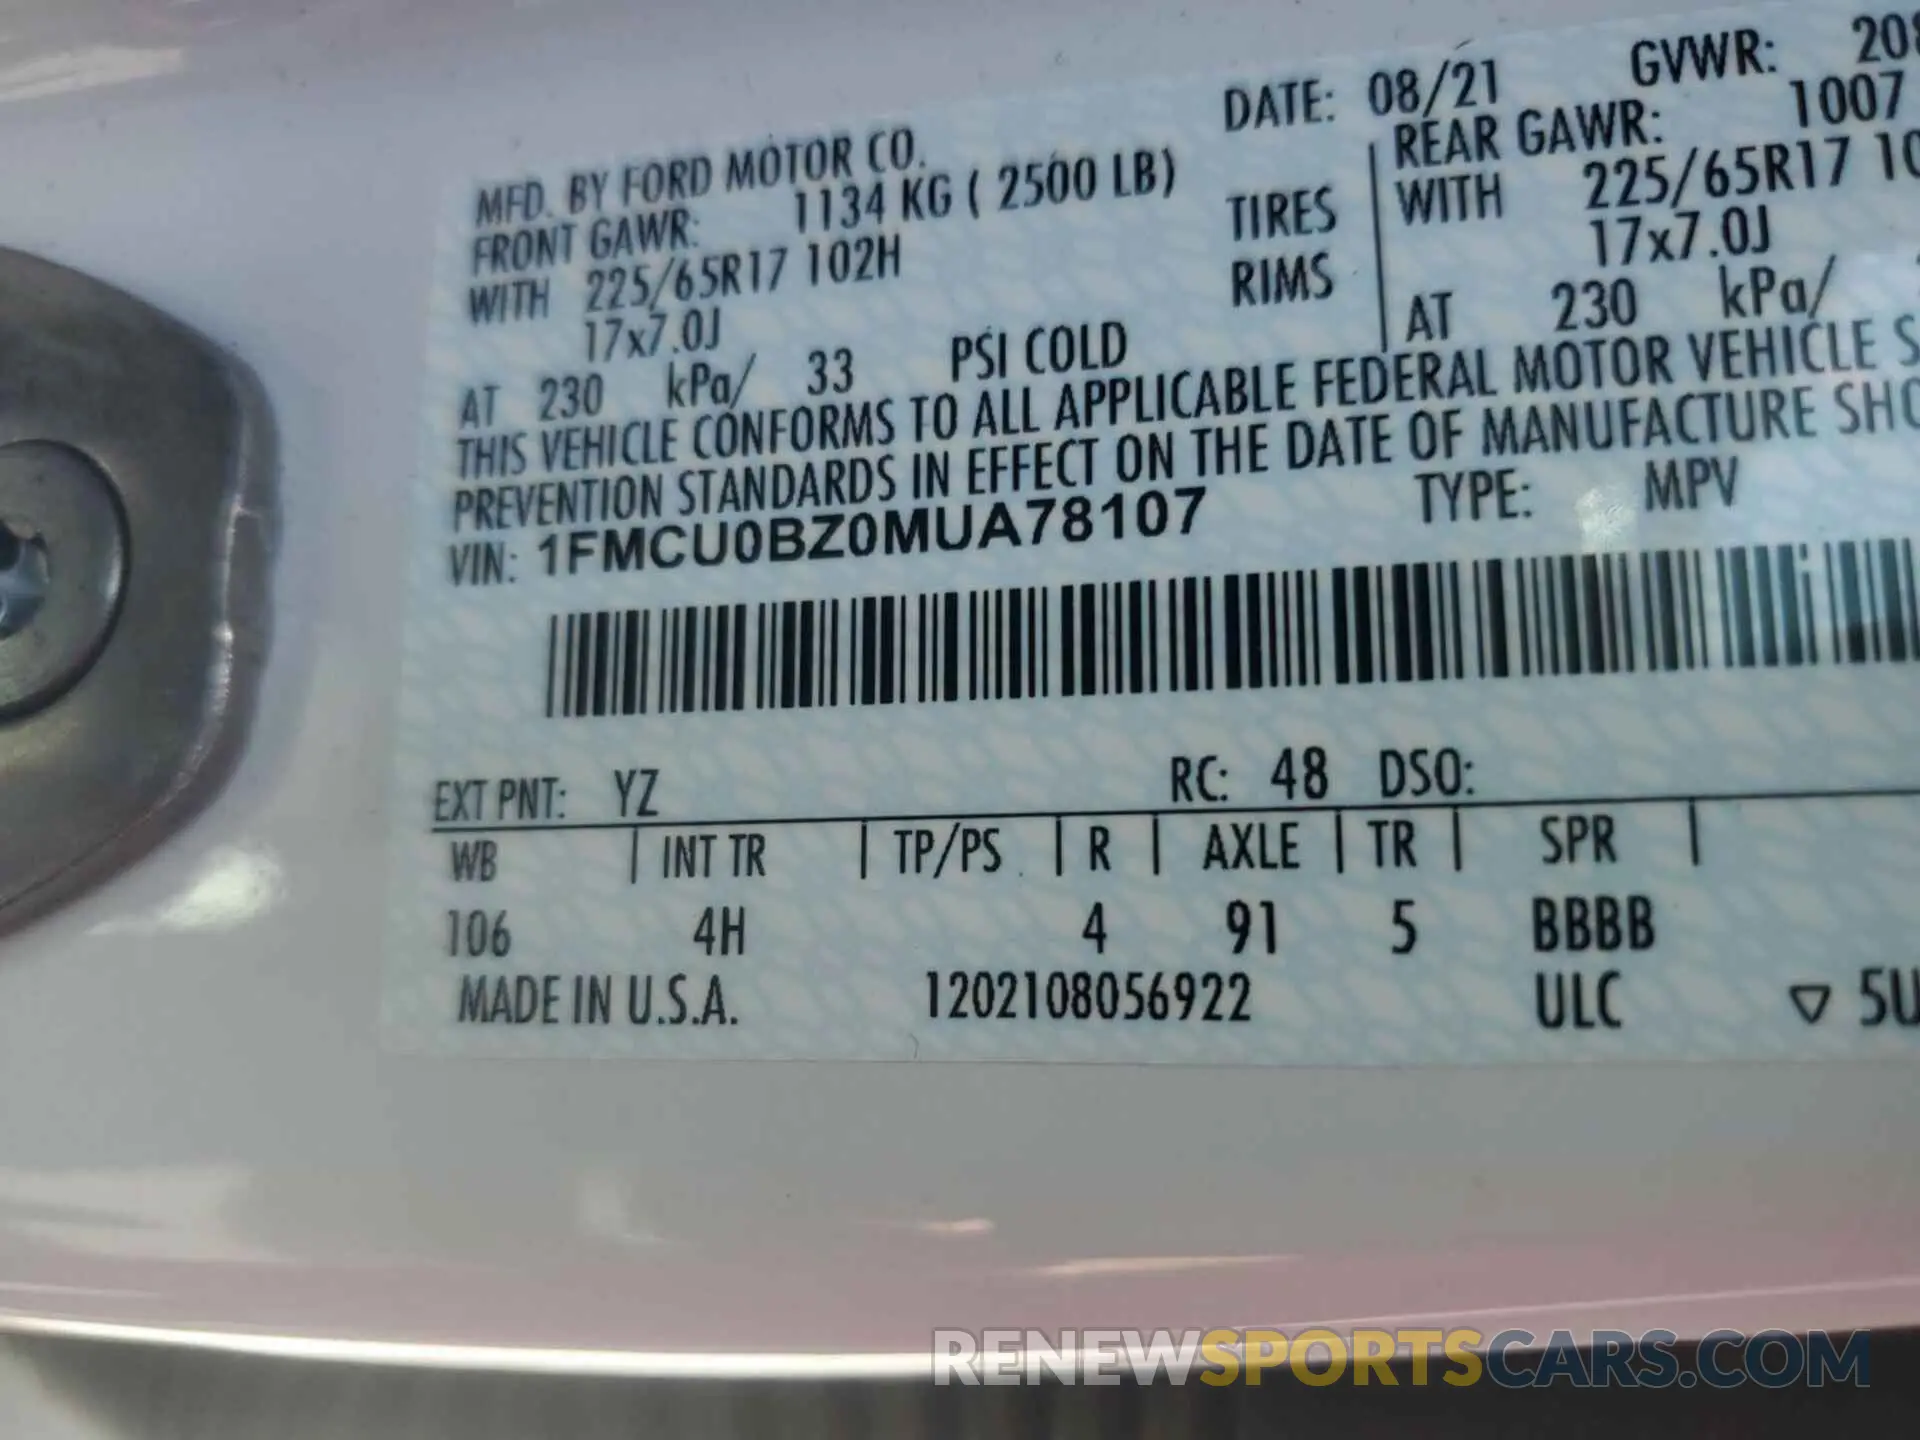 MFD. BY FORD MOTOR CO. DATE: 08/21 GVWR:
FRONT GAWR: 1134 KG ( 2500 LB) REAR GAWR: 1007
WITH 225/65R17 102H TIRES WITH 225/65R17
17x7.0J RIMS 17x7.0J
AT 230 kPa/ 33 PSI COLD AT 230 kPa/
THIS VEHICLE CONFORMS TO ALL APPLICABLE FEDERAL MOTOR VEHICLE
PREVENTION STANDARDS IN EFFECT ON THE DATE OF MANUFACTURE
VIN: 1FMCU0BZ0MUA78107 TYPE: MPV
EXT PNT: YZ RC: 48 DSO:
WB | INT TR | TP/PS | R | AXLE | TR | SPR |
106 4H 4 91 5 BBBB
MADE IN U.S.A. 1202108056922 ULC ▽ 5U
RENEWSPORTSCARS.COM